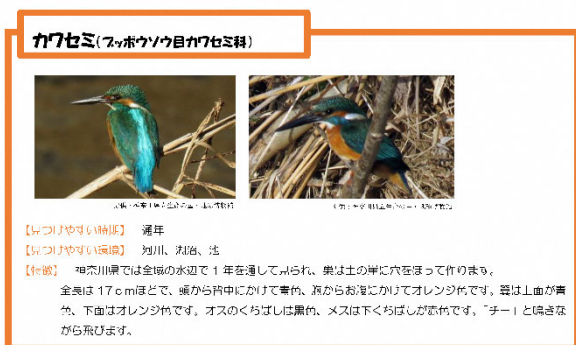 カワセミ(ブッポウソウ目カワセミ科)
【見つけやすい時期】 通年
【見つけやすい環境】 河川、湖沼、池
【特徴】 神奈川県では全域の水辺で1年を通して見られ、巣は土の崖に穴をほって作ります。
全長は17cmほどで、頭から背中にかけて青色、胸からお腹にかけてオレンジ色です。翼は上面が青
色、下面はオレンジ色です。オスのくちばしは黒色、メスは下くちばしが赤色です。「チー」と鳴きな
がら飛びます。